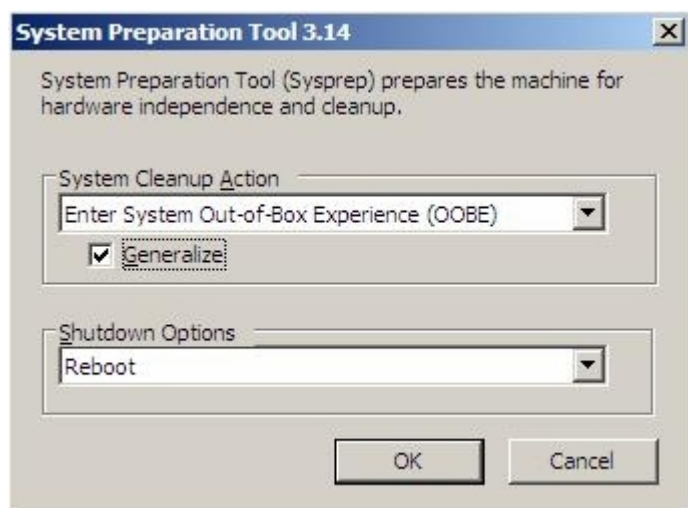 System Preparation Tool 3.14
System Preparation Tool (Sysprep) prepares the machine for
hardware independence and cleanup.
System Cleanup Action
Enter System Out-of-Box Experience (OOBE)
Generalize
Shutdown Options
Reboot
OK Cancel